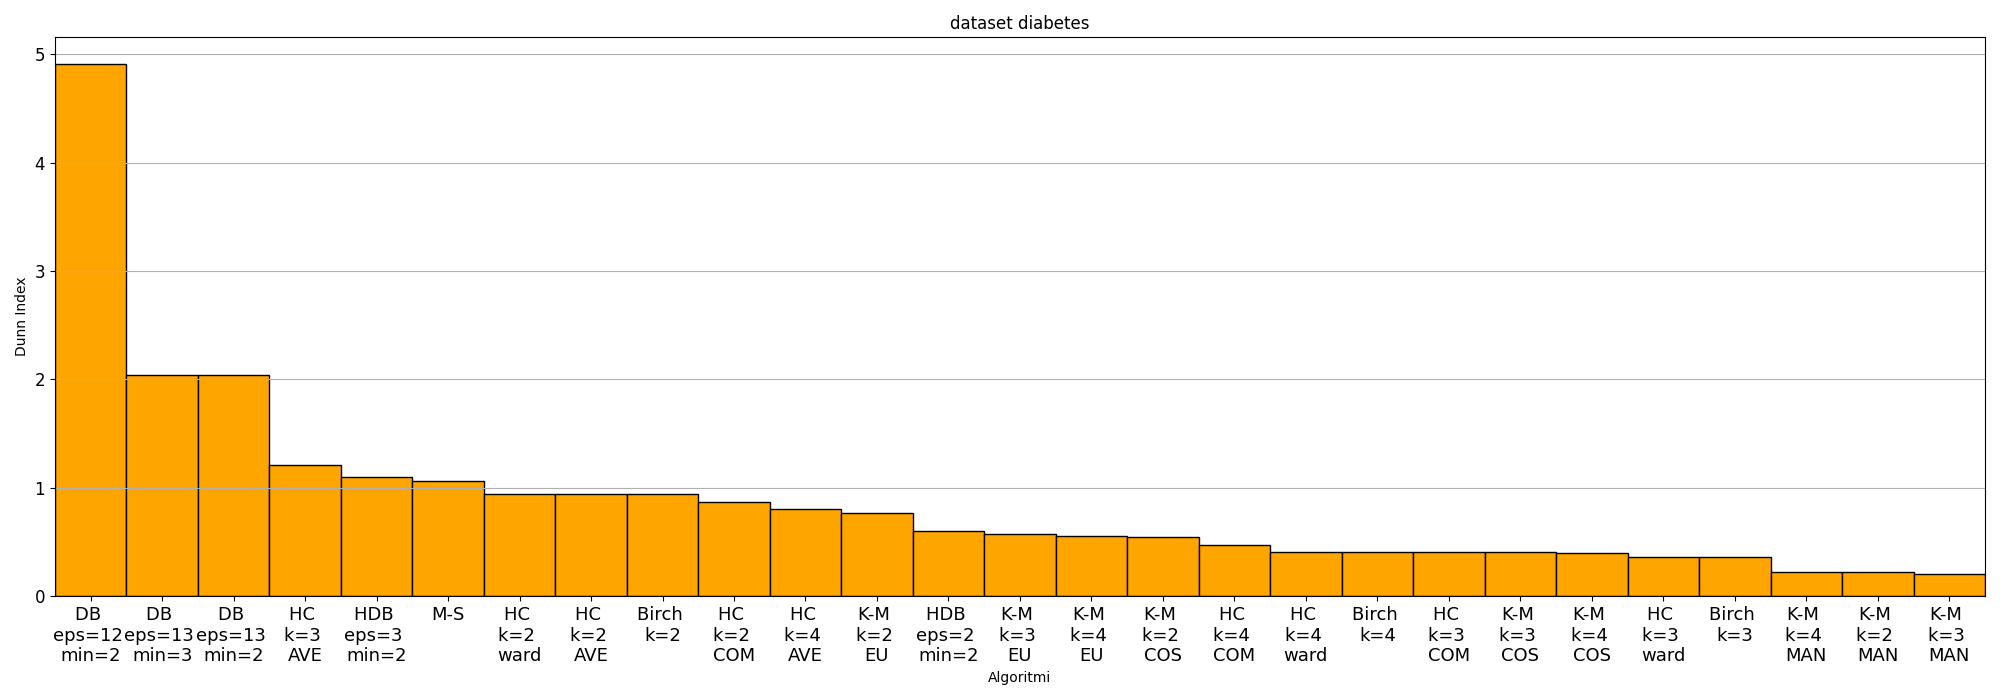 dataset diabetes
5
4
3
2
1
0
Dunn Index
DB HC HDB M-S
DB DB DB HC HDB M-S HC HC Birch HC HC K-M HDB K-M K-M K-M HC HC Birch HC K-M K-M HC Birch K-M K-M K-M
eps=12 eps=13 eps=13 k=3 eps=3 k=2 k=2 k=2 k=2 k=4 k=2 eps=2 k=3 k=4 k=2 k=4 k=4 k=4 k=3 k=3 k=4 k=3 k=3 k=4 k=2 k=3
min=2 min=3 min=2 AVE min=2 ward AVE COM AVE EU min=2 EU EU COS COM ward COM COS COS ward MAN MAN MAN
Algoritmi